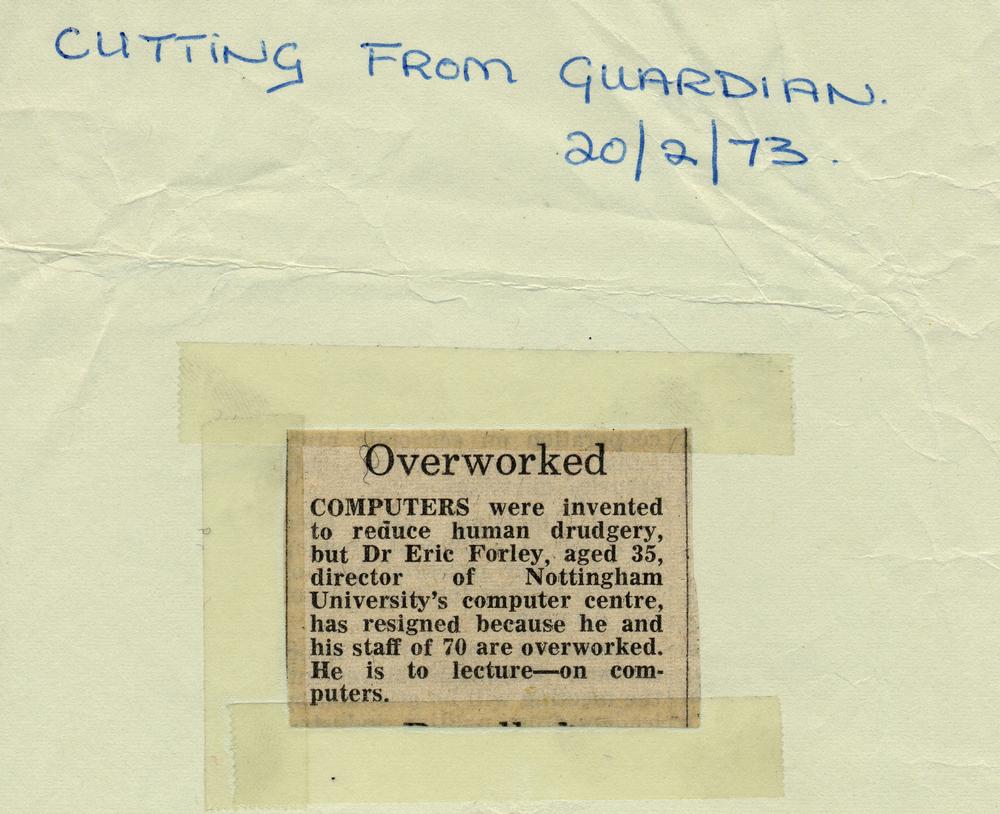 CUTTING FROM GUARDIAN.
20/2/73.
Overworked
COMPUTERS were invented
to reduce human drudgery,
but Dr Eric Forley, aged 35,
director of Nottingham
University's computer centre,
has resigned because he and
his staff of 70 are overworked.
He is to lecture—on com-
puters.